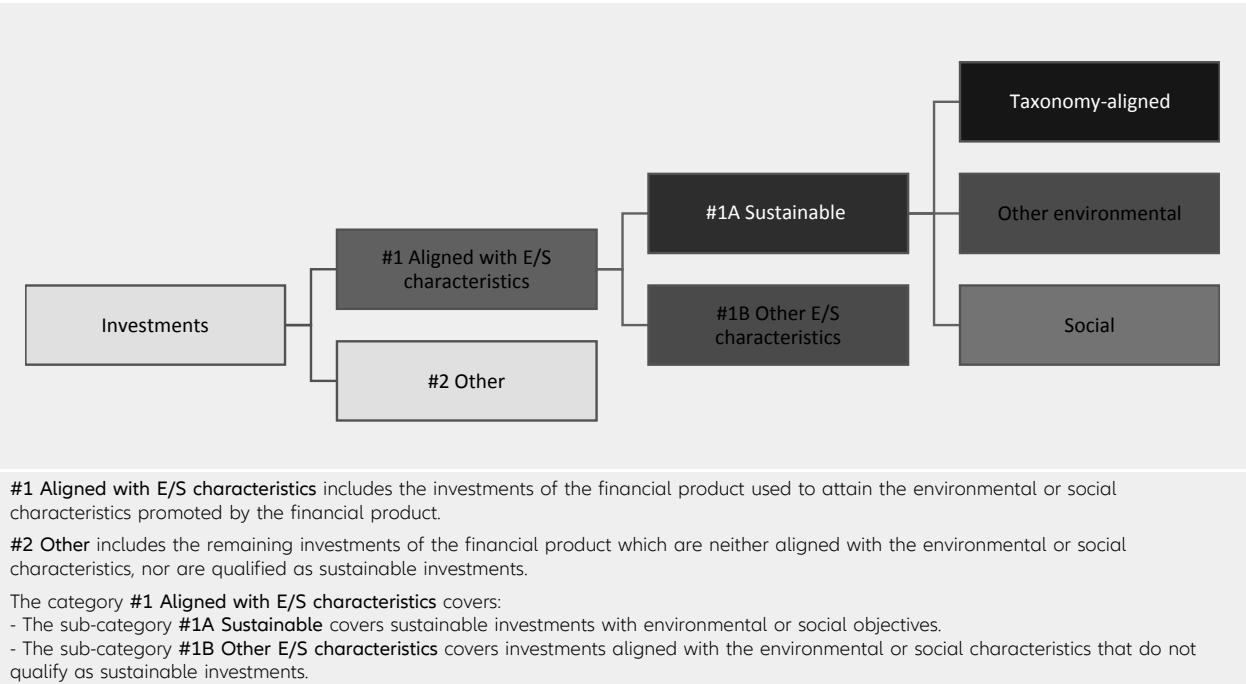 Taxonomy-aligned
#1A Sustainable
Other environmental
#1 Aligned with E/S
characteristics
Investments
#1B Other E/S
characteristics
Social
#2 Other
#1 Aligned with E/S characteristics includes the investments of the financial product used to attain the environmental or social
characteristics promoted by the financial product.
#2 Other includes the remaining investments of the financial product which are neither aligned with the environmental or social
characteristics, nor are qualified as sustainable investments.
The category #1 Aligned with E/S characteristics covers:
- The sub-category #1A Sustainable covers sustainable investments with environmental or social objectives.
- The sub-category #1B Other E/S characteristics covers investments aligned with the environmental or social characteristics that do not
qualify as sustainable investments.